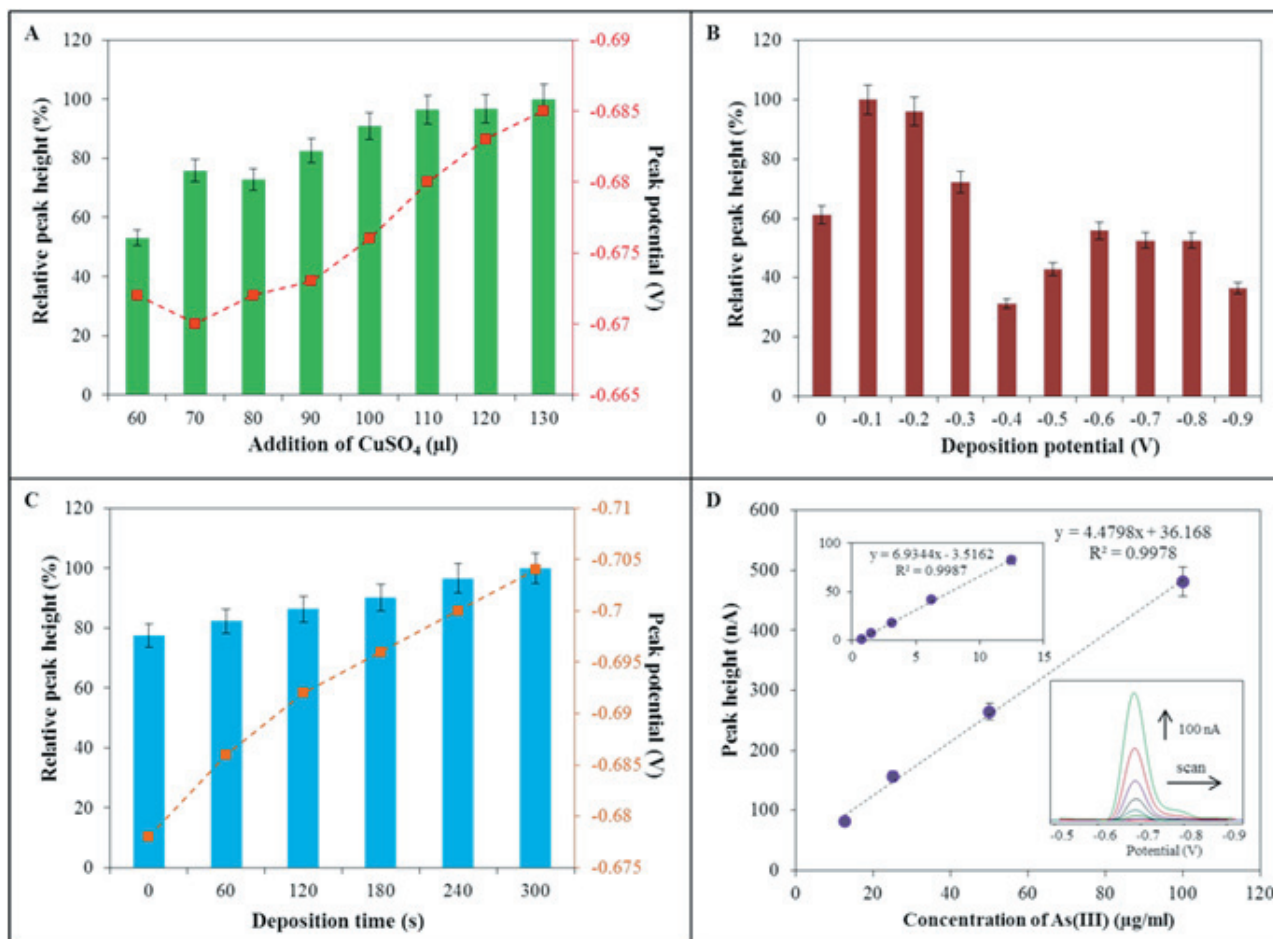 A
120
100
80
60
40
20
0
Relative peak height (%)
-0.69
-0.685
-0.68
-0.675
-0.67
-0.665
Peak potential
(V)
60 70 80 90 100 110 120 130
Addition of CuSO₄ (µl)
B
120
100
80
60
40
20
0
Relative peak height (%)
0 -0.1 -0.2 -0.3 -0.4 -0.5 -0.6 -0.7 -0.8 -0.9
Deposition potential (V)
C
120
100
80
60
40
20
0
Relative peak height (%)
-0.71
-0.705
-0.7
-0.695
-0.69
-0.685
-0.68
-0.675
Peak potential
(V)
0 60 120 180 240 300
Deposition time (s)
D
600
500
400
300
200
100
0
Peak height (nA)
y = 4.4798x + 36.168
R² = 0.9978
100
50
0
y = 6.9344x - 3.5162
R² = 0.9987
0 5 10 15
100 nA
scan
-0.5 -0.6 -0.7 -0.8 -0.9
Potential (V)
0 20 40 60 80 100 120
Concentration of As(III) (µg/ml)